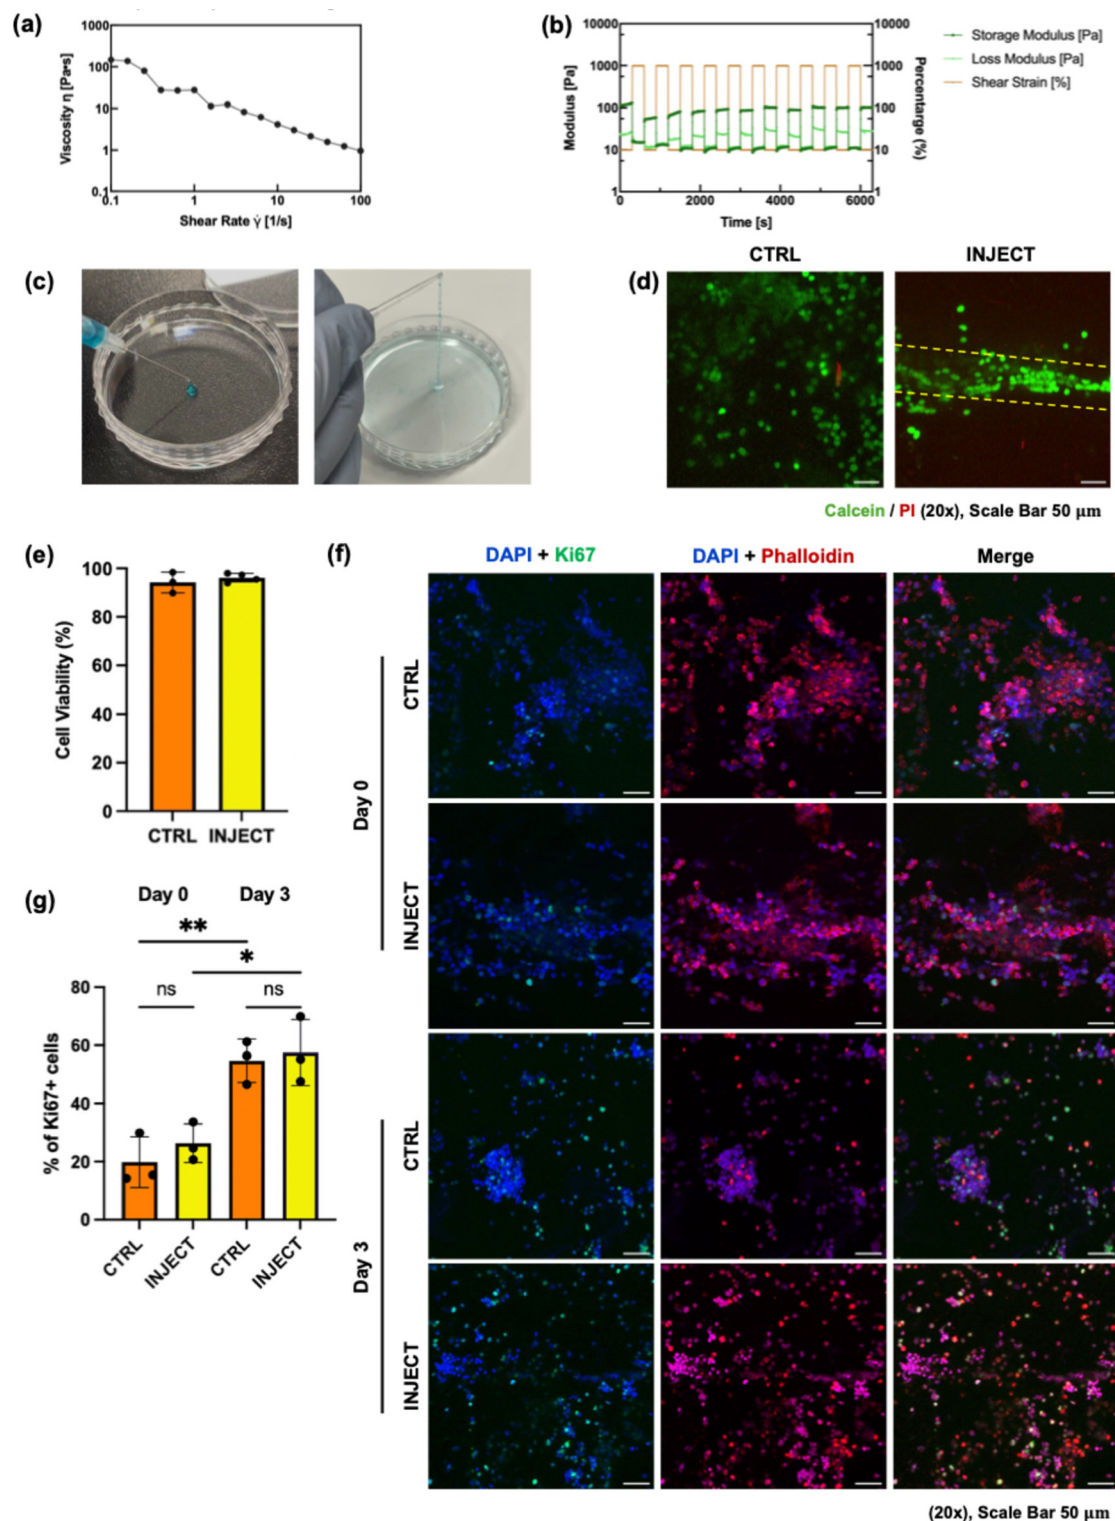 (a)
1000
100
10
1
0.1
Viscosity η [Pa•s]
0.1 1 10 100
Shear Rate γ̇ [1/s]
(b)
10000
1000
100
10
1
Modulus [Pa]
10000
1000
100
10
1
Percentarge (%)
0 2000 4000 6000
Time [s]
Storage Modulus [Pa]
Loss Modulus [Pa]
Shear Strain [%]
(c)
(d)
CTRL INJECT
Calcein / PI (20x), Scale Bar 50 μm
(e)
100
80
60
40
20
0
Cell Viability (%)
CTRL INJECT
(f)
DAPI + Ki67 DAPI + Phalloidin Merge
Day 0
CTRL
INJECT
Day 3
CTRL
INJECT
(20x), Scale Bar 50 μm
(g)
Day 0 Day 3
**
*
ns ns
80
60
40
20
0
% of Ki67+ cells
CTRL INJECT CTRL INJECT